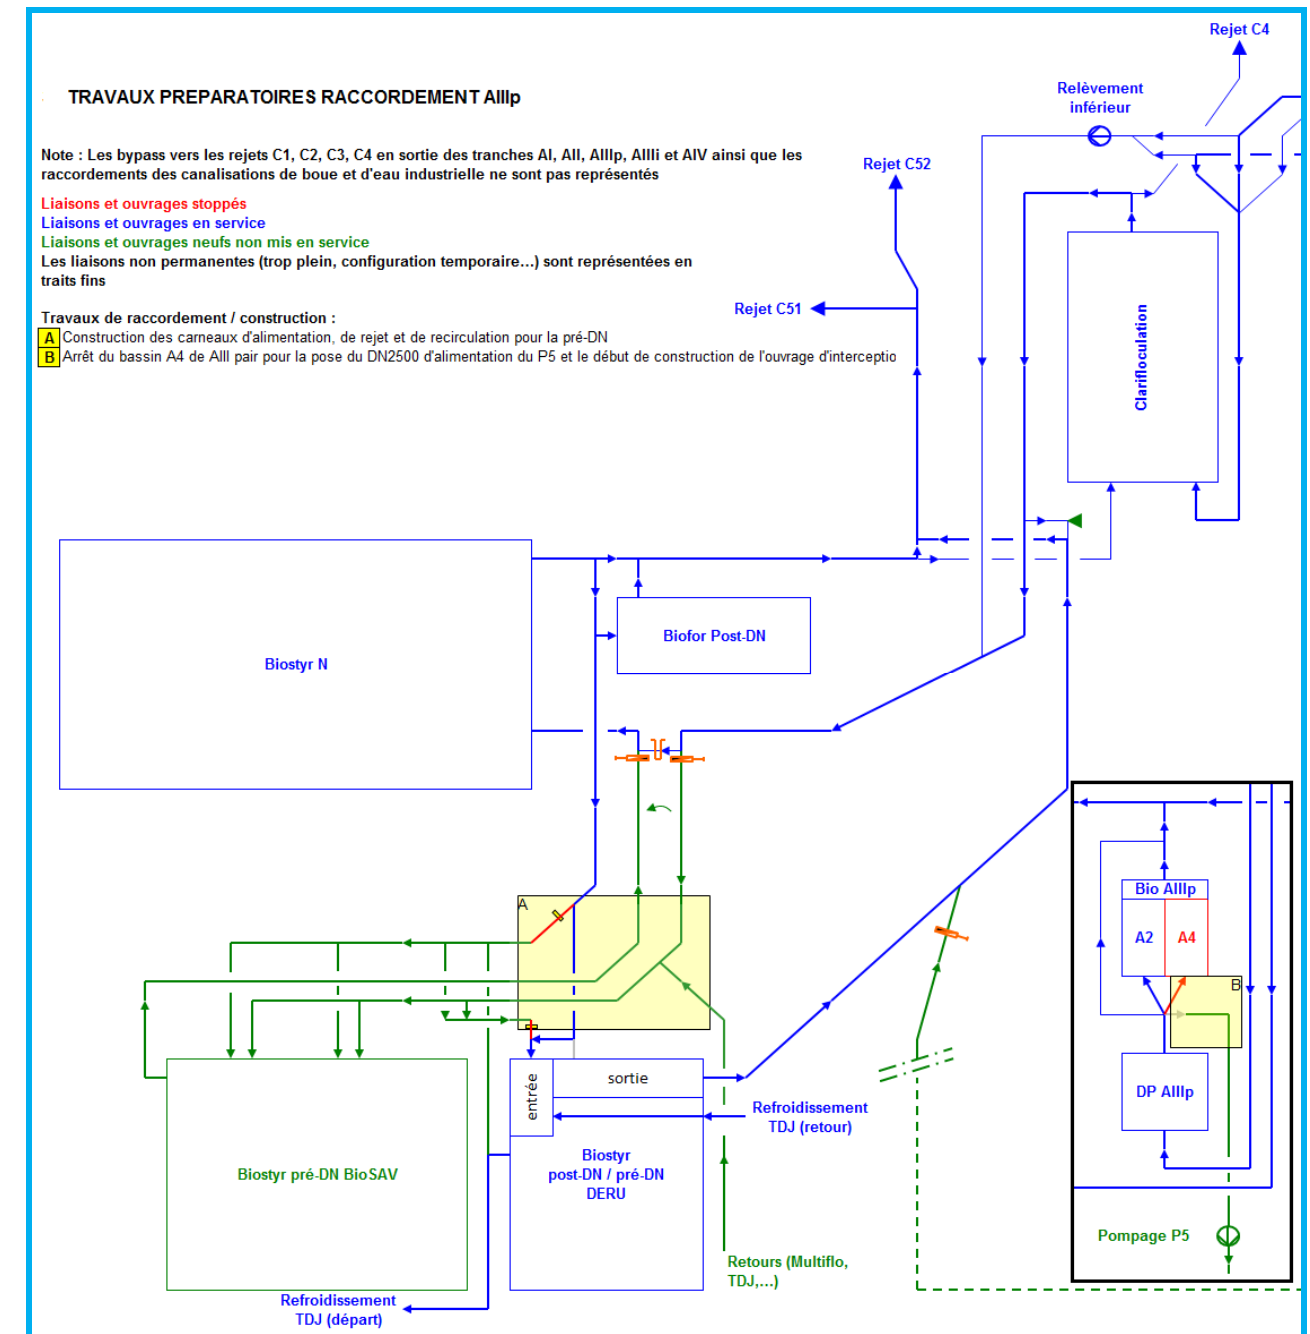 Rejet C4
Relèvement
inférieur
TRAVAUX PREPARATOIRES RACCORDEMENT AIIIp
Note : Les bypass vers les rejets C1, C2, C3, C4 en sortie des tranches AI, AII, AIIIp, AIIIi et AIV ainsi que les
raccordements des canalisations de boue et d'eau industrielle ne sont pas représentés
Rejet C52
Liaisons et ouvrages stoppés
Liaisons et ouvrages en service
Liaisons et ouvrages neufs non mis en service
Les liaisons non permanentes (trop plein, configuration temporaire…) sont représentées en
traits fins
Rejet C51
Travaux de raccordement / construction :
A Construction des carneaux d'alimentation, de rejet et de recirculation pour la pré-DN
B Arrêt du bassin A4 de AIII pair pour la pose du DN2500 d'alimentation du P5 et le début de construction de l'ouvrage d'interceptio
Clarifloculation
Biofor Post-DN
Biostyr N
A
Bio AIIIp
A2
A4
B
entrée
sortie
DP AIIIp
Refroidissement
TDJ (retour)
Biostyr pré-DN BioSAV
Biostyr
post-DN / pré-DN
DERU
Pompage P5
Retours (Multiflo,
TDJ,...)
Refroidissement
TDJ (départ)